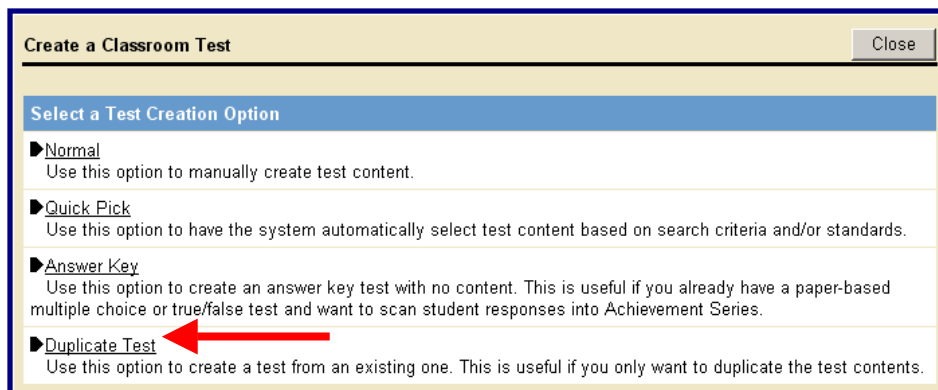 Create a Classroom Test
Close
Select a Test Creation Option
Normal
Use this option to manually create test content.
Quick Pick
Use this option to have the system automatically select test content based on search criteria and/or standards.
Answer Key
Use this option to create an answer key test with no content. This is useful if you already have a paper-based
multiple choice or true/false test and want to scan student responses into Achievement Series.
Duplicate Test
Use this option to create a test from an existing one. This is useful if you only want to duplicate the test contents.